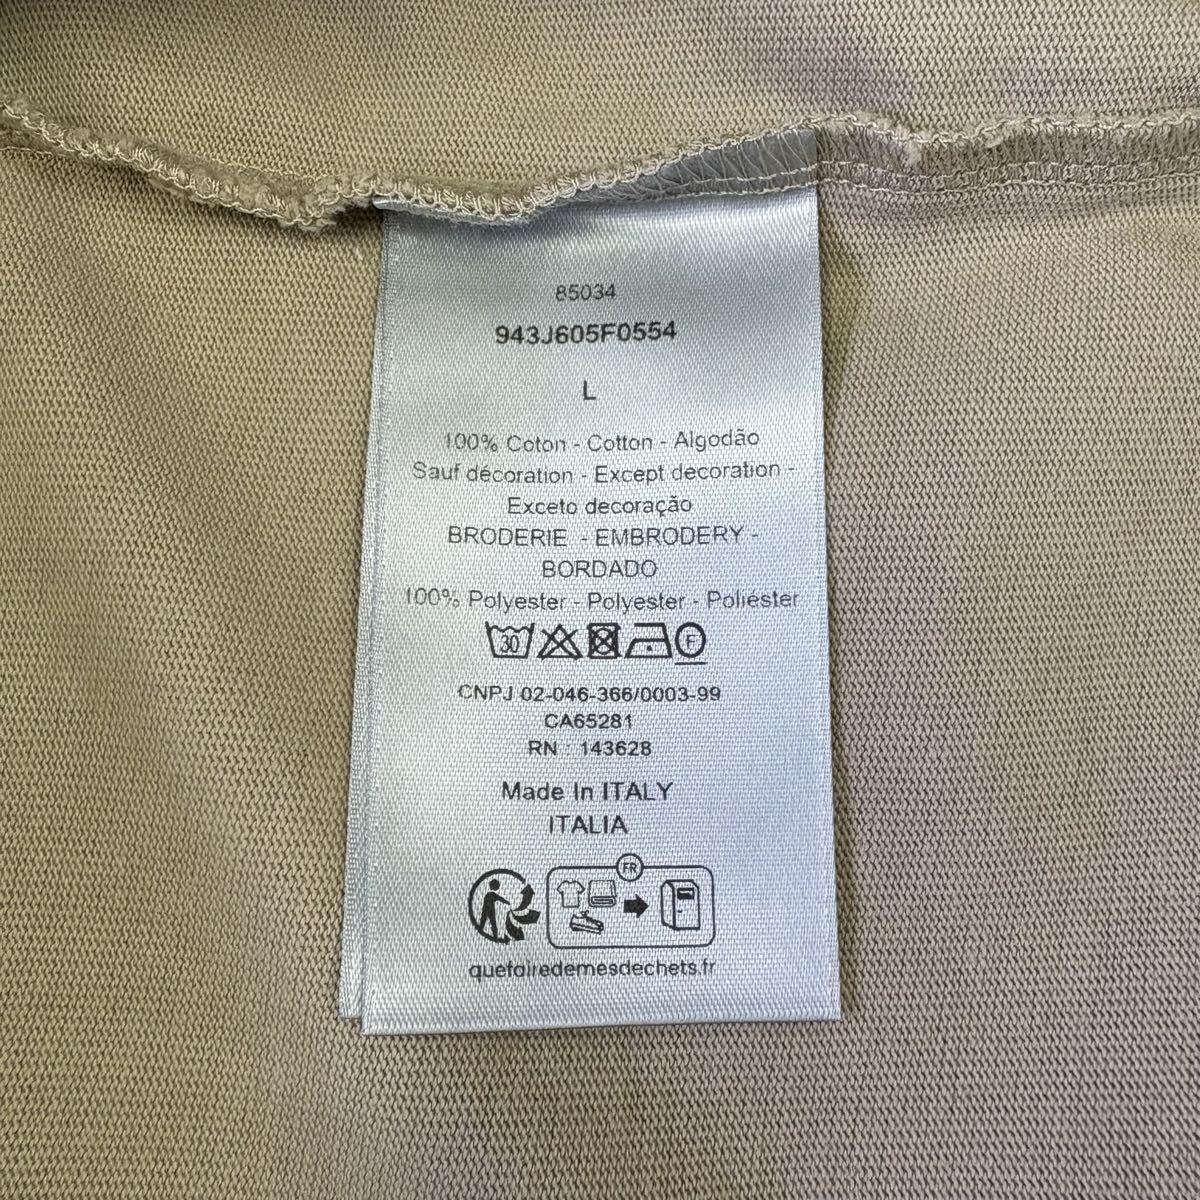 85034
943J605F0554
L
100% Coton - Cotton - Algodão
Sauf décoration - Except decoration -
Exceto decoração
BRODERIE - EMBRODERY -
BORDADO
100% Polyester - Polyester - Poliéster
30 F
CNPJ 02-046-366/0003-99
CA65281
RN : 143628
Made In ITALY
ITALIA
FR
quefairedemesdechets.fr